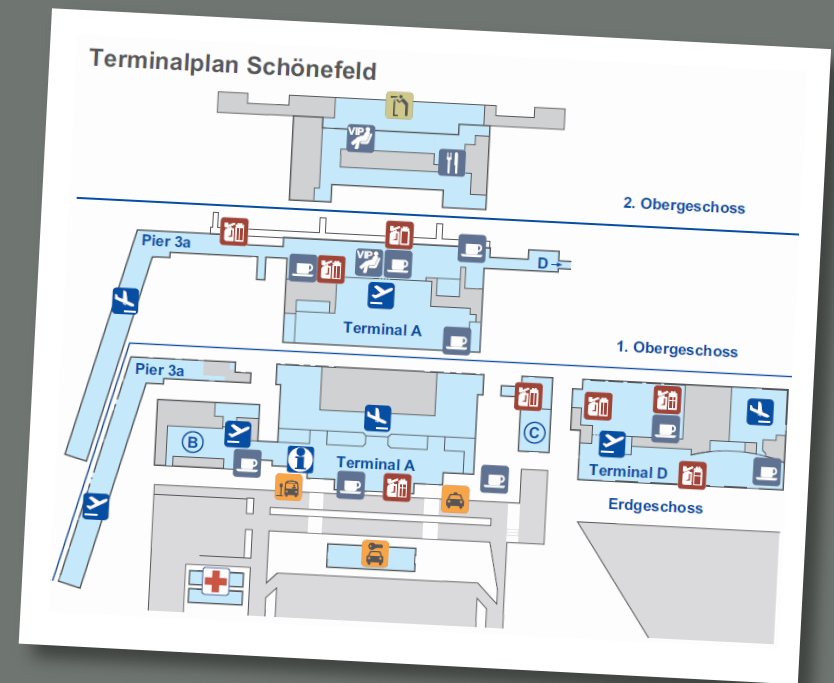 Terminalplan Schönefeld
VIP
2. Obergeschoss
Pier 3a
VIP
D
Terminal A
1. Obergeschoss
Pier 3a
B
C
Terminal A
Terminal D
Erdgeschoss